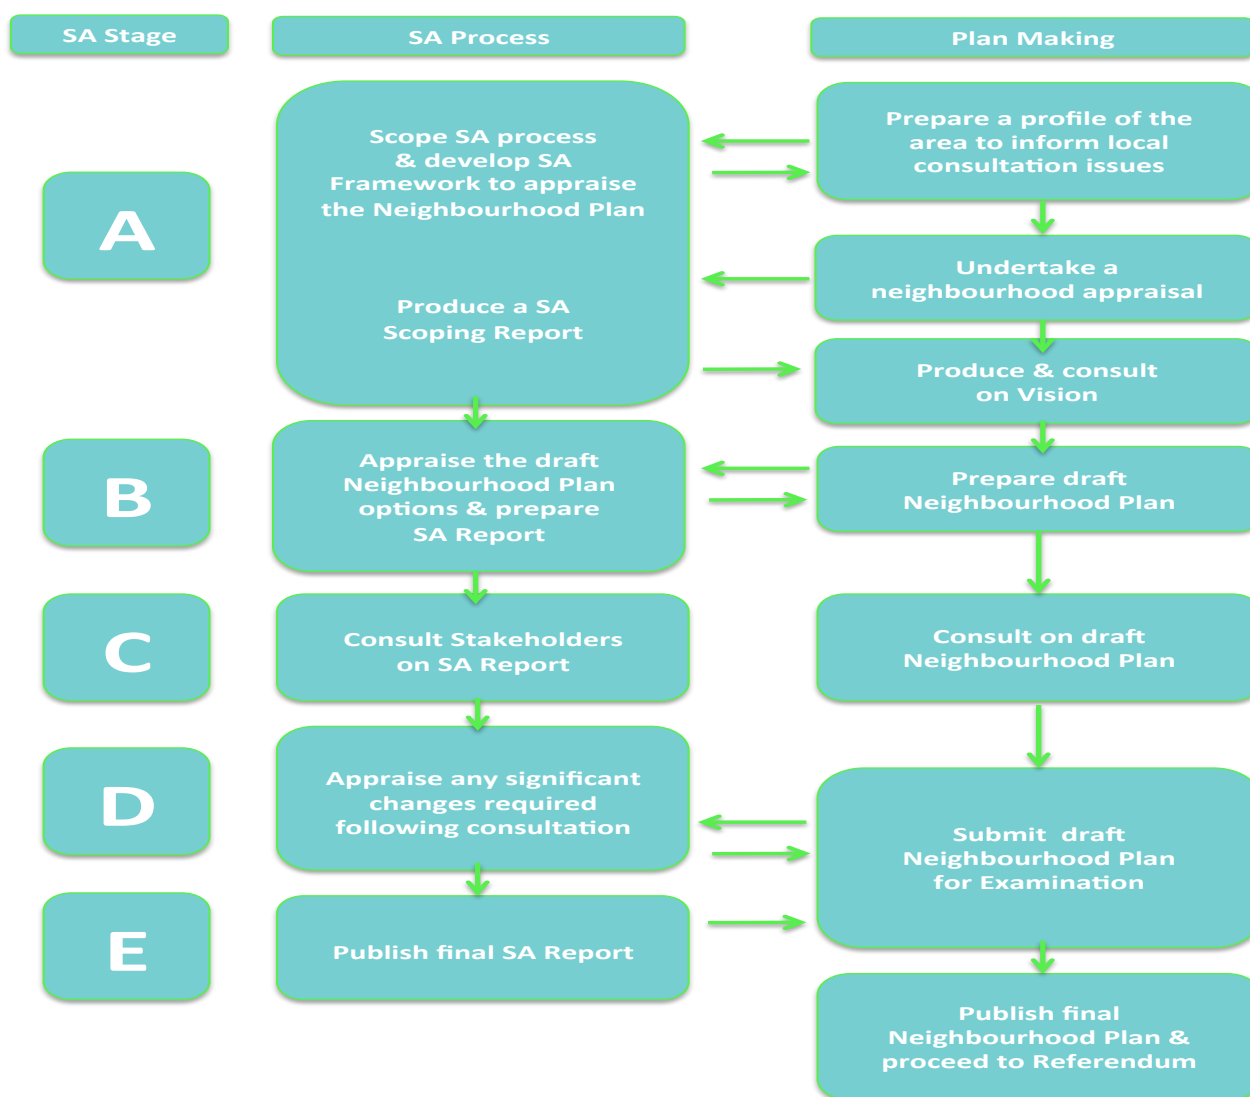 SA Stage
SA Process
Plan Making
A
Scope SA process
& develop SA
Framework to appraise
the Neighbourhood Plan
Produce a SA
Scoping Report
Prepare a profile of the
area to inform local
consultation issues
Undertake a
neighbourhood appraisal
Produce & consult
on Vision
B
Appraise the draft
Neighbourhood Plan
options & prepare
SA Report
Prepare draft
Neighbourhood Plan
C
Consult Stakeholders
on SA Report
Consult on draft
Neighbourhood Plan
D
Appraise any significant
changes required
following consultation
Submit draft
Neighbourhood Plan
for Examination
E
Publish final SA Report
Publish final
Neighbourhood Plan &
proceed to Referendum